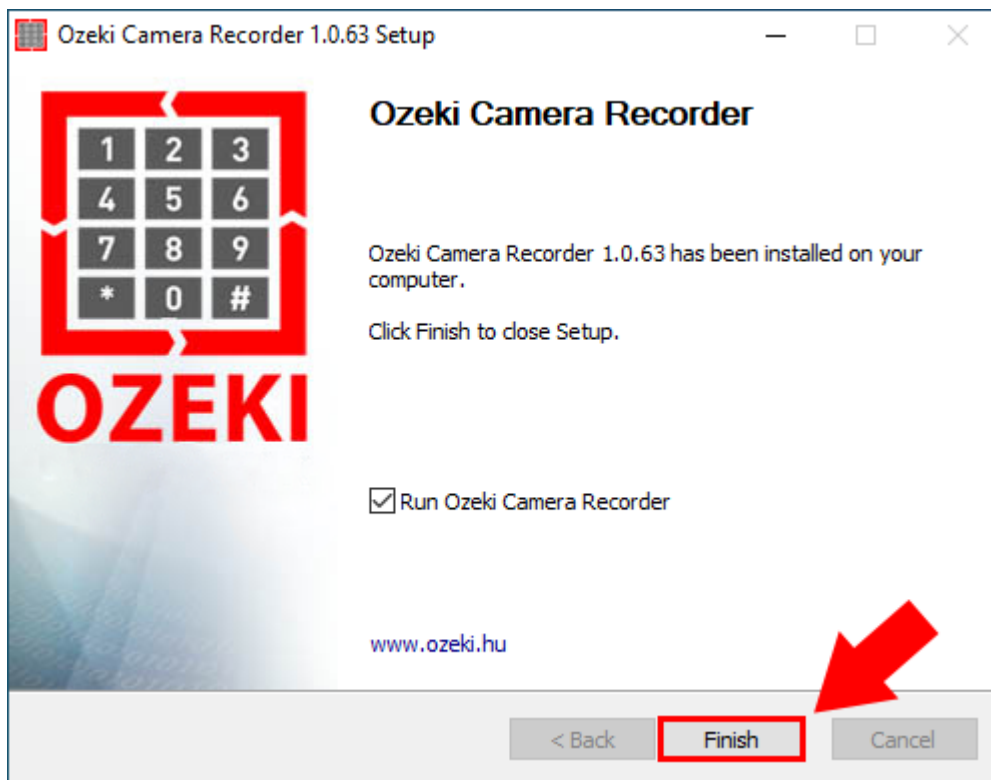 Ozeki Camera Recorder 1.0.63 Setup
1 2 3
4 5 6
7 8 9
* 0 #
OZEKI
Ozeki Camera Recorder
Ozeki Camera Recorder 1.0.63 has been installed on your
computer.
Click Finish to close Setup.
Run Ozeki Camera Recorder
www.ozeki.hu
< Back
Finish
Cancel